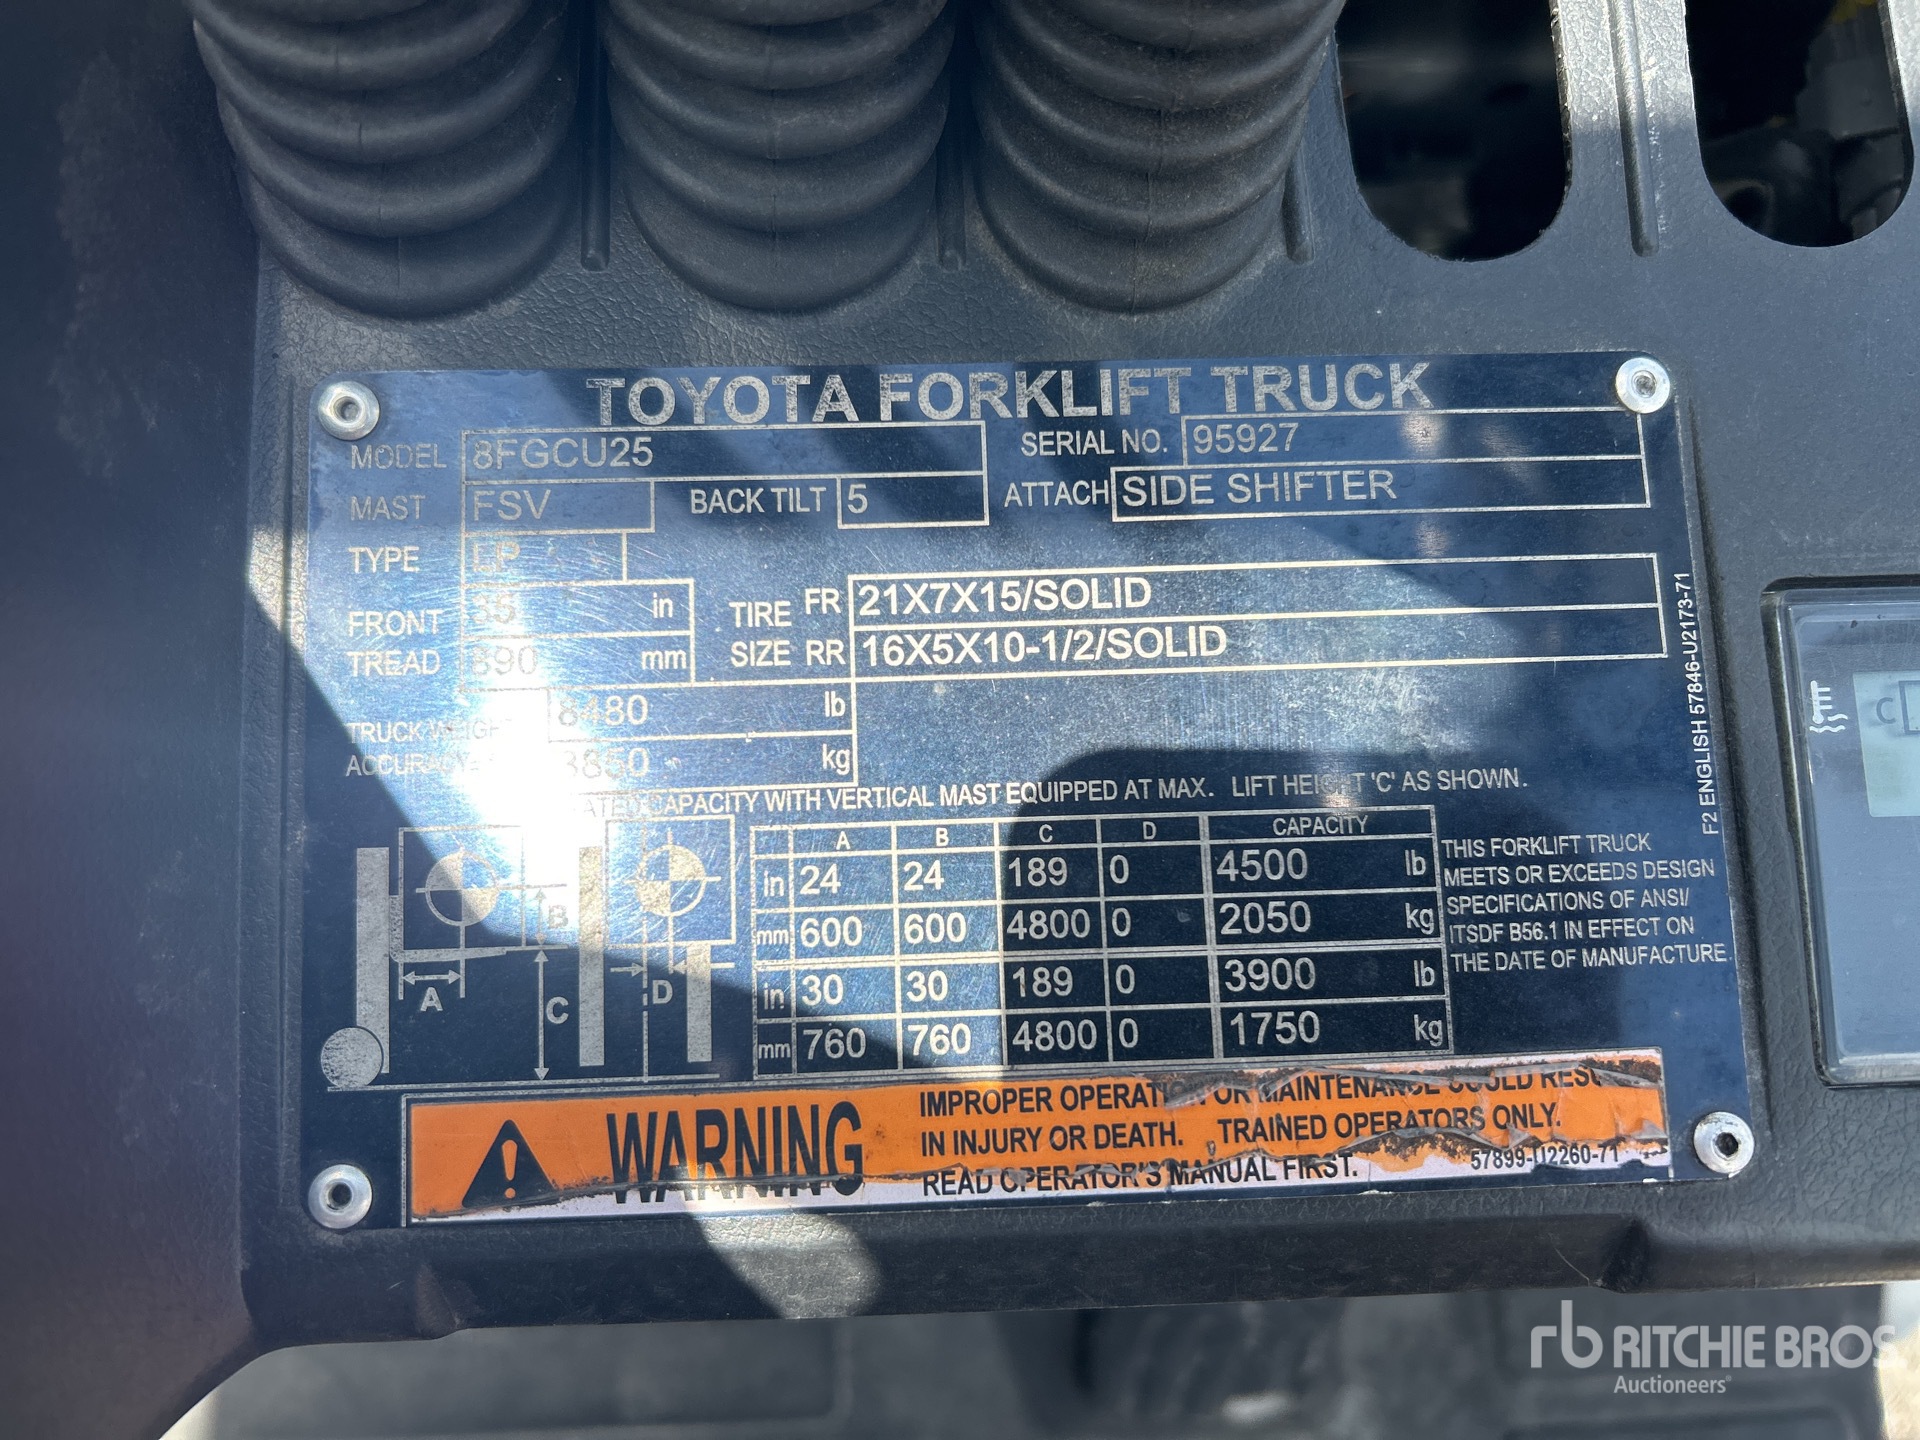 TOYOTA FORKLIFT TRUCK
MODEL 8FGCU25 SERIAL NO. 95927
MAST FSV BACK TILT 5 ATTACH SIDE SHIFTER
TYPE LP
FRONT TREAD 35 in
890 mm
TIRE SIZE FR 21X7X15/SOLID
RR 16X5X10-1/2/SOLID
TRUCK WEIGHT 8480 lb
3850 kg
CAPACITY WITH VERTICAL MAST EQUIPPED AT MAX. LIFT HEIGHT 'C' AS SHOWN.
A B C D CAPACITY
in 24 24 189 0 4500 lb
mm 600 600 4800 0 2050 kg
in 30 30 189 0 3900 lb
mm 760 760 4800 0 1750 kg
B
A
C
D
THIS FORKLIFT TRUCK
MEETS OR EXCEEDS DESIGN
SPECIFICATIONS OF ANSI/
ITSDF B56.1 IN EFFECT ON
THE DATE OF MANUFACTURE.
F2 ENGLISH 57846-U2173-71
WARNING
IMPROPER OPERATION OR MAINTENANCE COULD RESU
IN INJURY OR DEATH. TRAINED OPERATORS ONLY.
READ OPERATOR'S MANUAL FIRST.
57899-U2260-71
C
rb RITCHIE BROS
Auctioneers